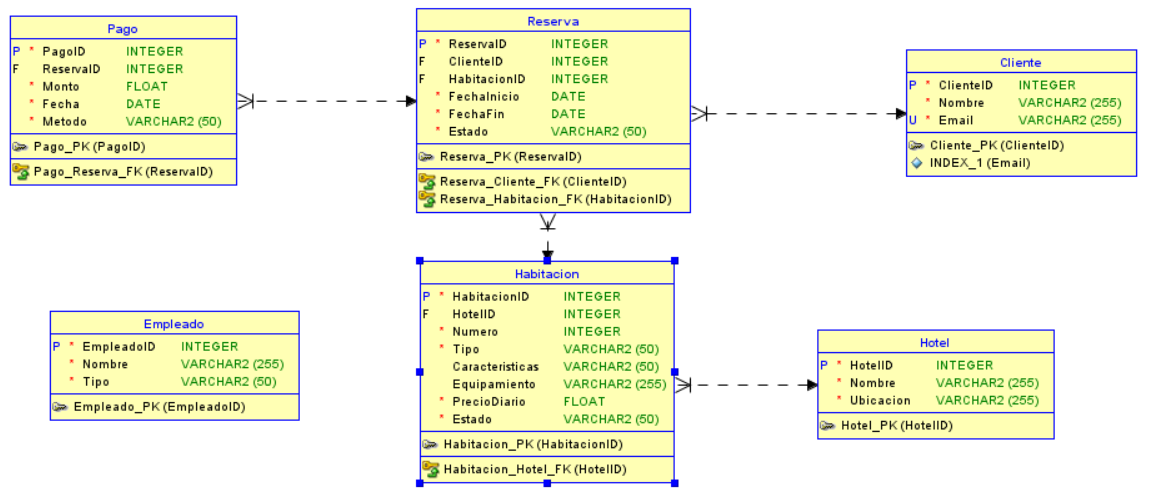 Pago
P * PagoID INTEGER
F ReservaID INTEGER
* Monto FLOAT
* Fecha DATE
* Metodo VARCHAR2 (50)
Pago_PK (PagoID)
Pago_Reserva_FK (ReservaID)
Reserva
P * ReservaID INTEGER
F ClienteID INTEGER
F HabitacionID INTEGER
* FechaInicio DATE
* FechaFin DATE
* Estado VARCHAR2 (50)
Reserva_PK (ReservaID)
Reserva_Cliente_FK (ClienteID)
Reserva_Habitacion_FK (HabitacionID)
Cliente
P * ClienteID INTEGER
* Nombre VARCHAR2 (255)
U * Email VARCHAR2 (255)
Cliente_PK (ClienteID)
INDEX_1 (Email)
Empleado
P * EmpleadoID INTEGER
* Nombre VARCHAR2 (255)
* Tipo VARCHAR2 (50)
Empleado_PK (EmpleadoID)
Habitacion
P * HabitacionID INTEGER
F HotelID INTEGER
* Numero INTEGER
* Tipo VARCHAR2 (50)
Caracteristicas VARCHAR2 (50)
Equipamiento VARCHAR2 (255)
* PrecioDiario FLOAT
* Estado VARCHAR2 (50)
Habitacion_PK (HabitacionID)
Habitacion_Hotel_FK (HotelID)
Hotel
P * HotelID INTEGER
* Nombre VARCHAR2 (255)
* Ubicacion VARCHAR2 (255)
Hotel_PK (HotelID)